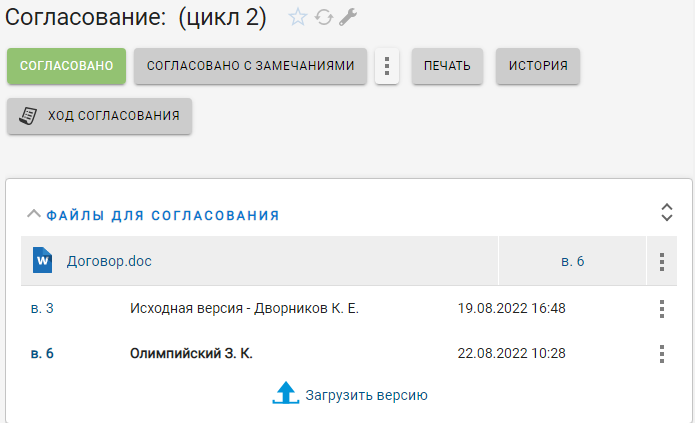 Согласование: (цикл 2)
СОГЛАСОВАНО СОГЛАСОВАНО С ЗАМЕЧАНИЯМИ ПЕЧАТЬ ИСТОРИЯ
ХОД СОГЛАСОВАНИЯ
ФАЙЛЫ ДЛЯ СОГЛАСОВАНИЯ
W Договор.doc в. 6
в. 3 Исходная версия - Дворников К. Е. 19.08.2022 16:48
в. 6 Олимпийский З. К. 22.08.2022 10:28
Загрузить версию